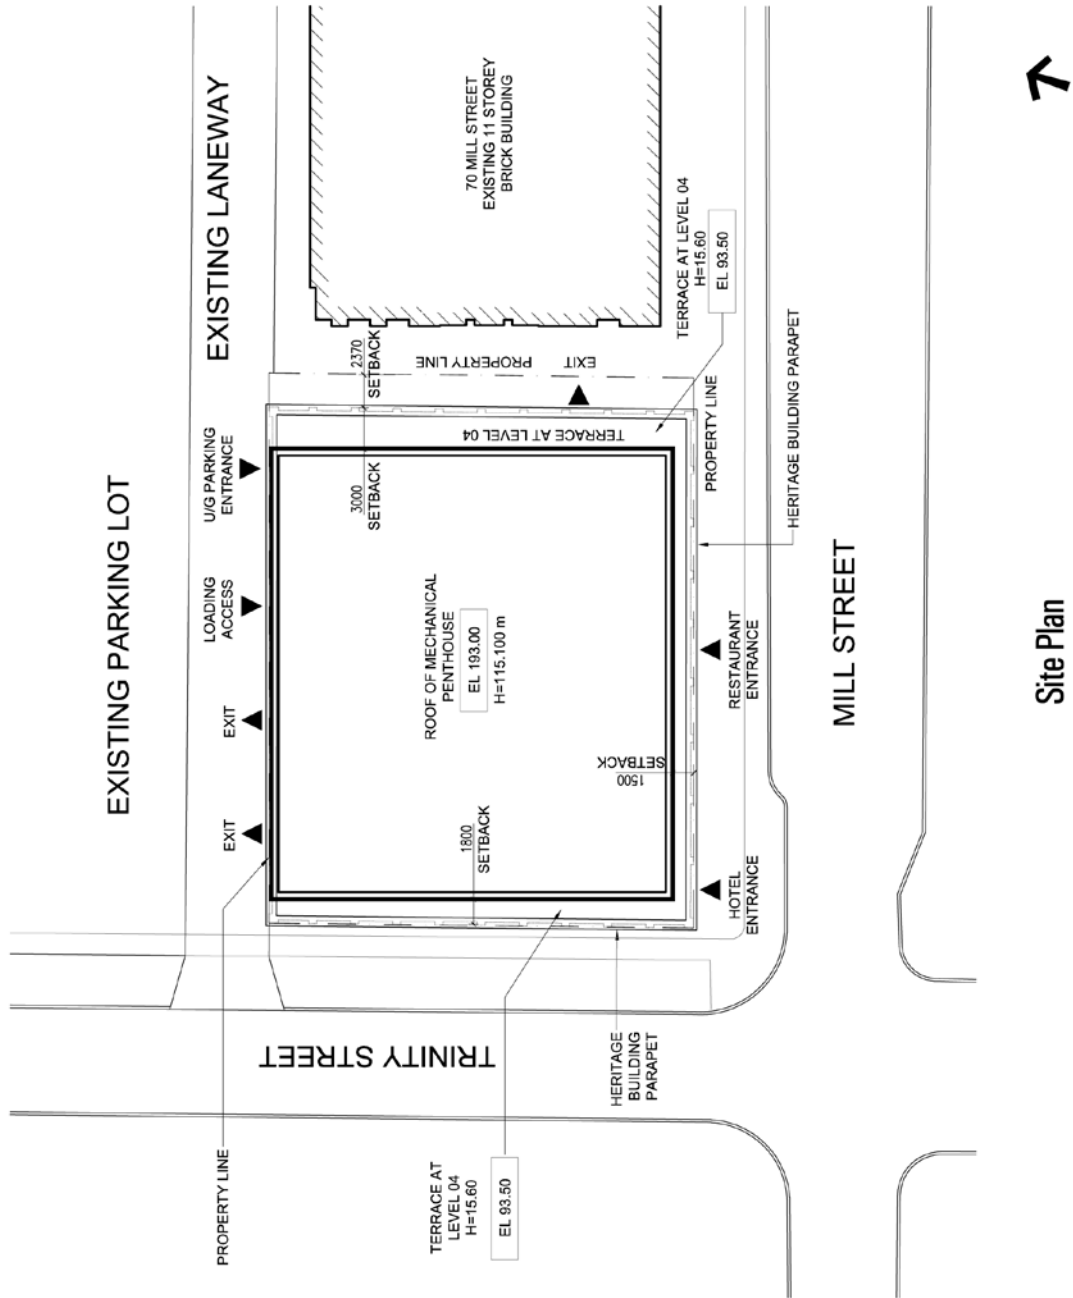 EXISTING PARKING LOT
EXISTING LANEWAY
EXIT
EXIT
LOADING
ACCESS
U/G PARKING
ENTRANCE
PROPERTY LINE
70 MILL STREET
EXISTING 11 STOREY
BRICK BUILDING
2370
SETBACK
3000
SETBACK
PROPERTY LINE
EXIT
TERRACE AT LEVEL 04
TERRACE AT LEVEL 04
H=15.60
EL 93.50
ROOF OF MECHANICAL
PENTHOUSE
EL 193.00
H=115.100 m
1800
SETBACK
1500
SETBACK
PROPERTY LINE
HERITAGE BUILDING PARAPET
TRINITY STREET
TERRACE AT
LEVEL 04
H=15.60
EL 93.50
HERITAGE
BUILDING
PARAPET
HOTEL
ENTRANCE
RESTAURANT
ENTRANCE
MILL STREET
Site Plan